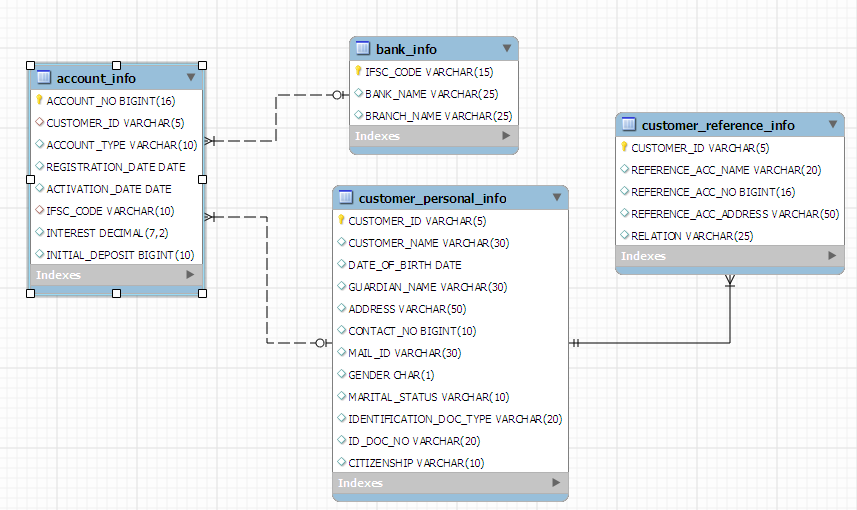 account_info
ACCOUNT_NO BIGINT(16)
CUSTOMER_ID VARCHAR(5)
ACCOUNT_TYPE VARCHAR(10)
REGISTRATION_DATE DATE
ACTIVATION_DATE DATE
IFSC_CODE VARCHAR(10)
INTEREST DECIMAL(7,2)
INITIAL_DEPOSIT BIGINT(10)
Indexes
bank_info
IFSC_CODE VARCHAR(15)
BANK_NAME VARCHAR(25)
BRANCH_NAME VARCHAR(25)
Indexes
customer_personal_info
CUSTOMER_ID VARCHAR(5)
CUSTOMER_NAME VARCHAR(30)
DATE_OF_BIRTH DATE
GUARDIAN_NAME VARCHAR(30)
ADDRESS VARCHAR(50)
CONTACT_NO BIGINT(10)
MAIL_ID VARCHAR(30)
GENDER CHAR(1)
MARITAL_STATUS VARCHAR(10)
IDENTIFICATION_DOC_TYPE VARCHAR(20)
ID_DOC_NO VARCHAR(20)
CITIZENSHIP VARCHAR(10)
Indexes
customer_reference_info
CUSTOMER_ID VARCHAR(5)
REFERENCE_ACC_NAME VARCHAR(20)
REFERENCE_ACC_NO BIGINT(16)
REFERENCE_ACC_ADDRESS VARCHAR(50)
RELATION VARCHAR(25)
Indexes